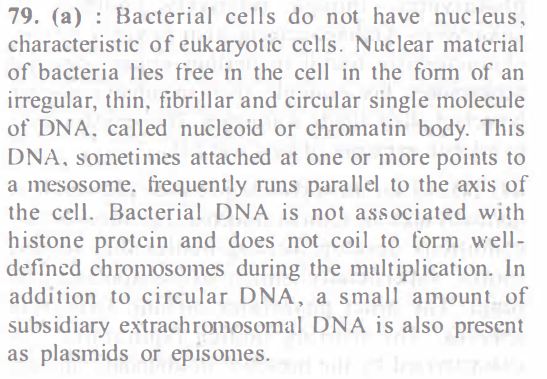 79. (a) : Bacterial cells do not have nucleus,
characteristic of eukaryotic cells. Nuclear material
of bacteria lies free in the cell in the form of an
irregular, thin, fibrillar and circular single molecule
of DNA, called nucleoid or chromatin body. This
DNA, sometimes attached at one or more points to
a mesosome, frequently runs parallel to the axis of
the cell. Bacterial DNA is not associated with
histone protein and does not coil to form well-
defined chromosomes during the multiplication. In
addition to circular DNA, a small amount of
subsidiary extrachromosomal DNA is also present
as plasmids or episomes.